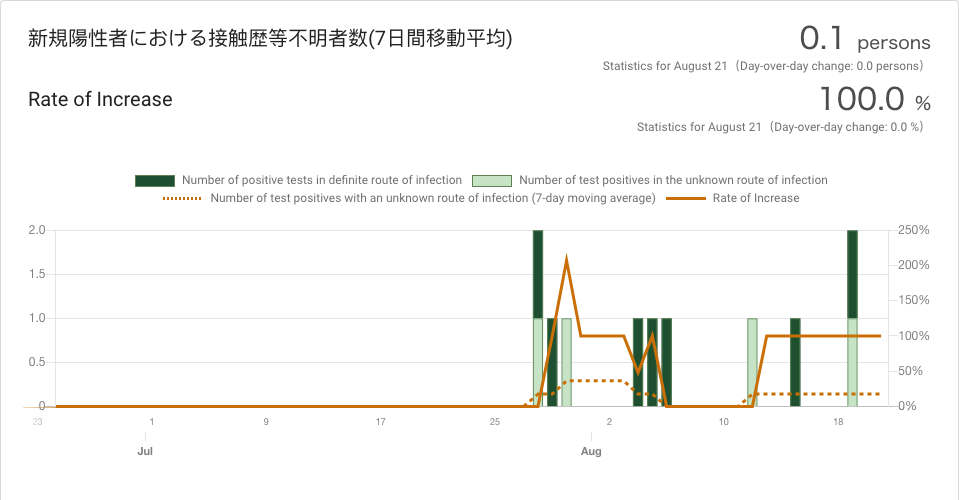 新規陽性者における接触歴等不明者数(7日間移動平均)
0.1 persons
Statistics for August 21（Day-over-day change: 0.0 persons）
Rate of Increase
100.0 %
Statistics for August 21（Day-over-day change: 0.0 %）
Number of positive tests in definite route of infection
Number of test positives in the unknown route of infection
Number of test positives with an unknown route of infection (7-day moving average)
Rate of Increase
2.0 250%
200%
1.5
150%
1.0
100%
0.5 50%
0 0%
23 1 9 17 25 2 10 18
Jul Aug